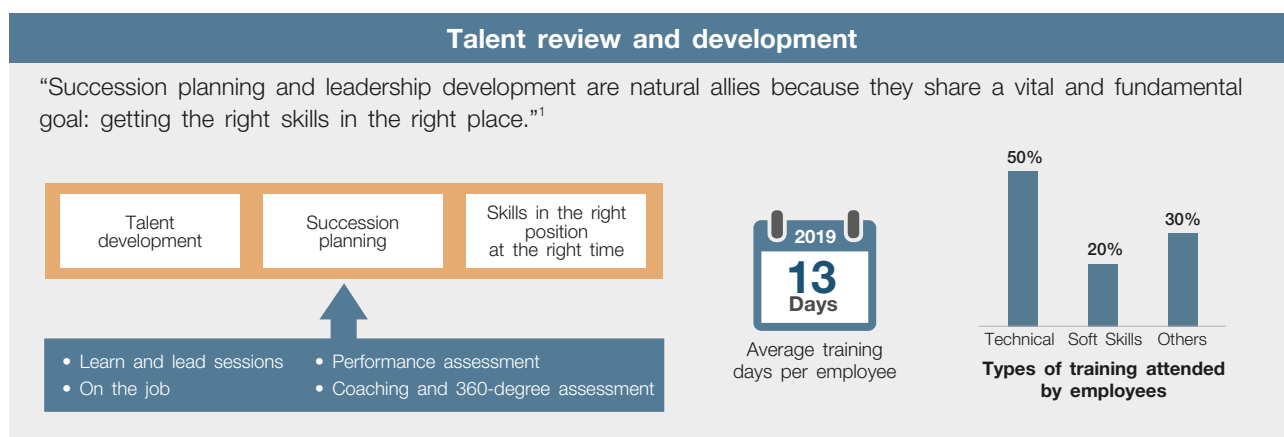 Talent review and development
“Succession planning and leadership development are natural allies because they share a vital and fundamental
goal: getting the right skills in the right place.”1
Talent
development
Succession
planning
Skills in the right
position
at the right time
• Learn and lead sessions
• On the job
• Performance assessment
• Coaching and 360-degree assessment
2019
13
Days
Average training
days per employee
50%
20%
30%
Technical Soft Skills Others
Types of training attended
by employees